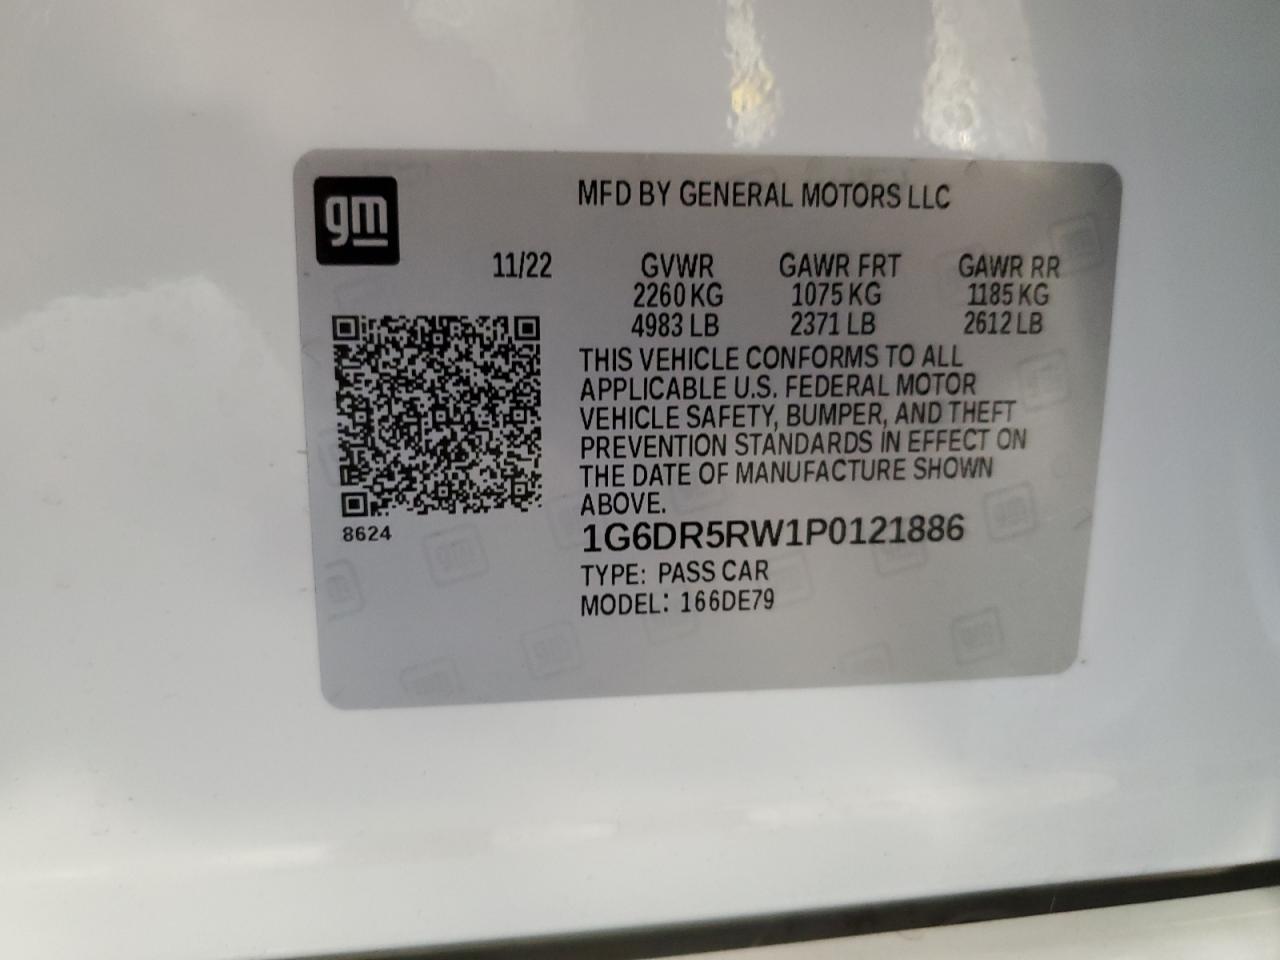 gm
MFD BY GENERAL MOTORS LLC
11/22 GVWR GAWR FRT GAWR RR
2260 KG 1075 KG 1185 KG
4983 LB 2371 LB 2612 LB
THIS VEHICLE CONFORMS TO ALL
APPLICABLE U.S. FEDERAL MOTOR
VEHICLE SAFETY, BUMPER, AND THEFT
PREVENTION STANDARDS IN EFFECT ON
THE DATE OF MANUFACTURE SHOWN
ABOVE.
8624
1G6DR5RW1P0121886
TYPE: PASS CAR
MODEL: 166DE79